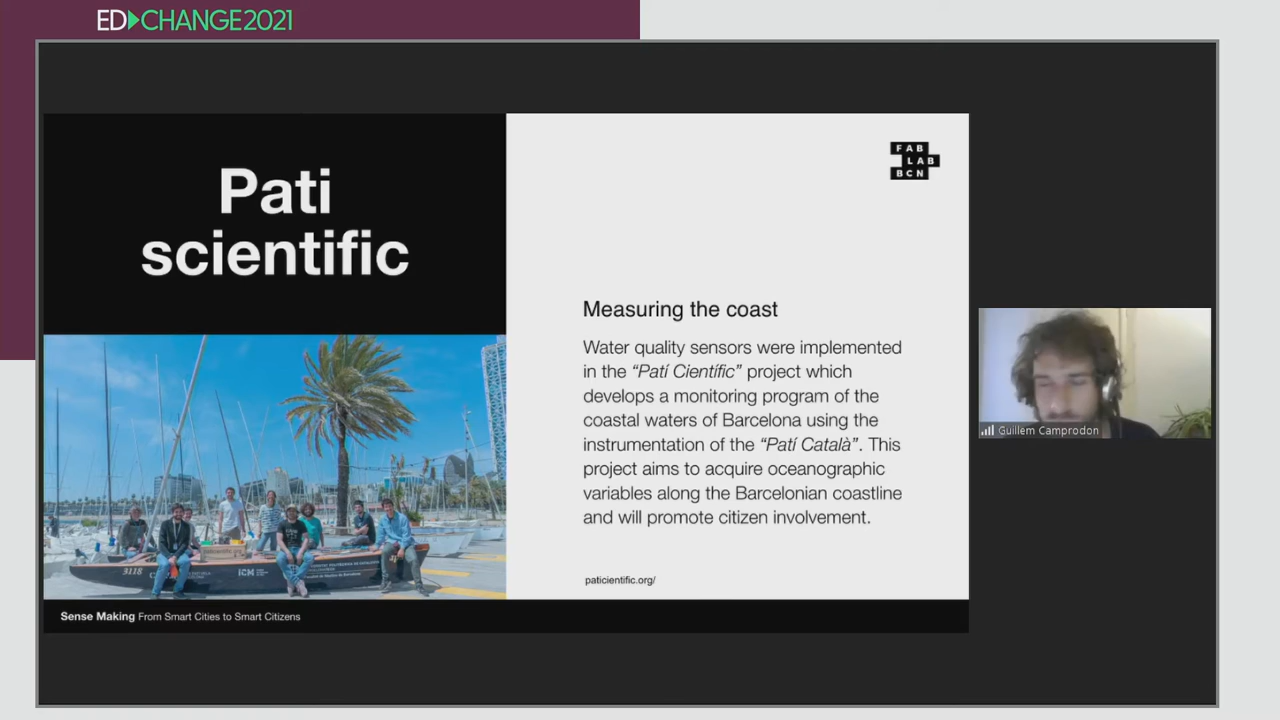 ED CHANGE2021
Pati
scientific
FAB
LAB
BCN
Measuring the coast
Water quality sensors were implemented
in the “Patí Científic” project which
develops a monitoring program of the
coastal waters of Barcelona using the
instrumentation of the “Patí Català”. This
project aims to acquire oceanographic
variables along the Barcelonian coastline
and will promote citizen involvement.
paticientific.org/
Guillem Camprodon
3118
ICM
Sense Making From Smart Cities to Smart Citizens